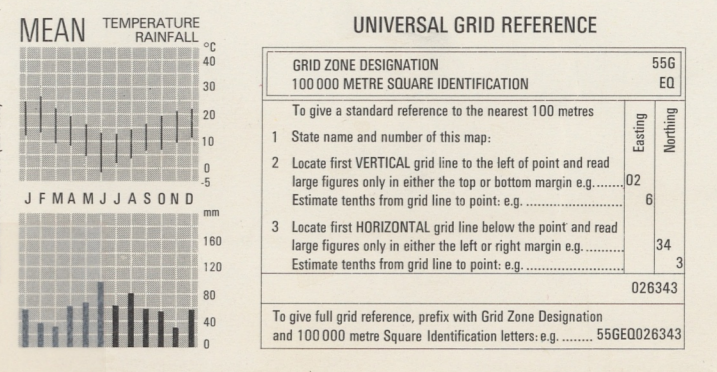 MEAN TEMPERATURE
RAINFALL
°C
40
30
20
10
0
-5
J F M A M J J A S O N D
mm
160
120
80
40
0
UNIVERSAL GRID REFERENCE
GRID ZONE DESIGNATION 55G
100 000 METRE SQUARE IDENTIFICATION EQ
To give a standard reference to the nearest 100 metres
Easting
Northing
1 State name and number of this map:
2 Locate first VERTICAL grid line to the left of point and read
large figures only in either the top or bottom margin e.g........ 02
Estimate tenths from grid line to point: e.g. .............................. 6
3 Locate first HORIZONTAL grid line below the point and read
large figures only in either the left or right margin e.g. .......... 34
Estimate tenths from grid line to point: e.g. .............................. 3
026343
To give full grid reference, prefix with Grid Zone Designation
and 100 000 metre Square Identification letters: e.g. ........ 55GEQ026343